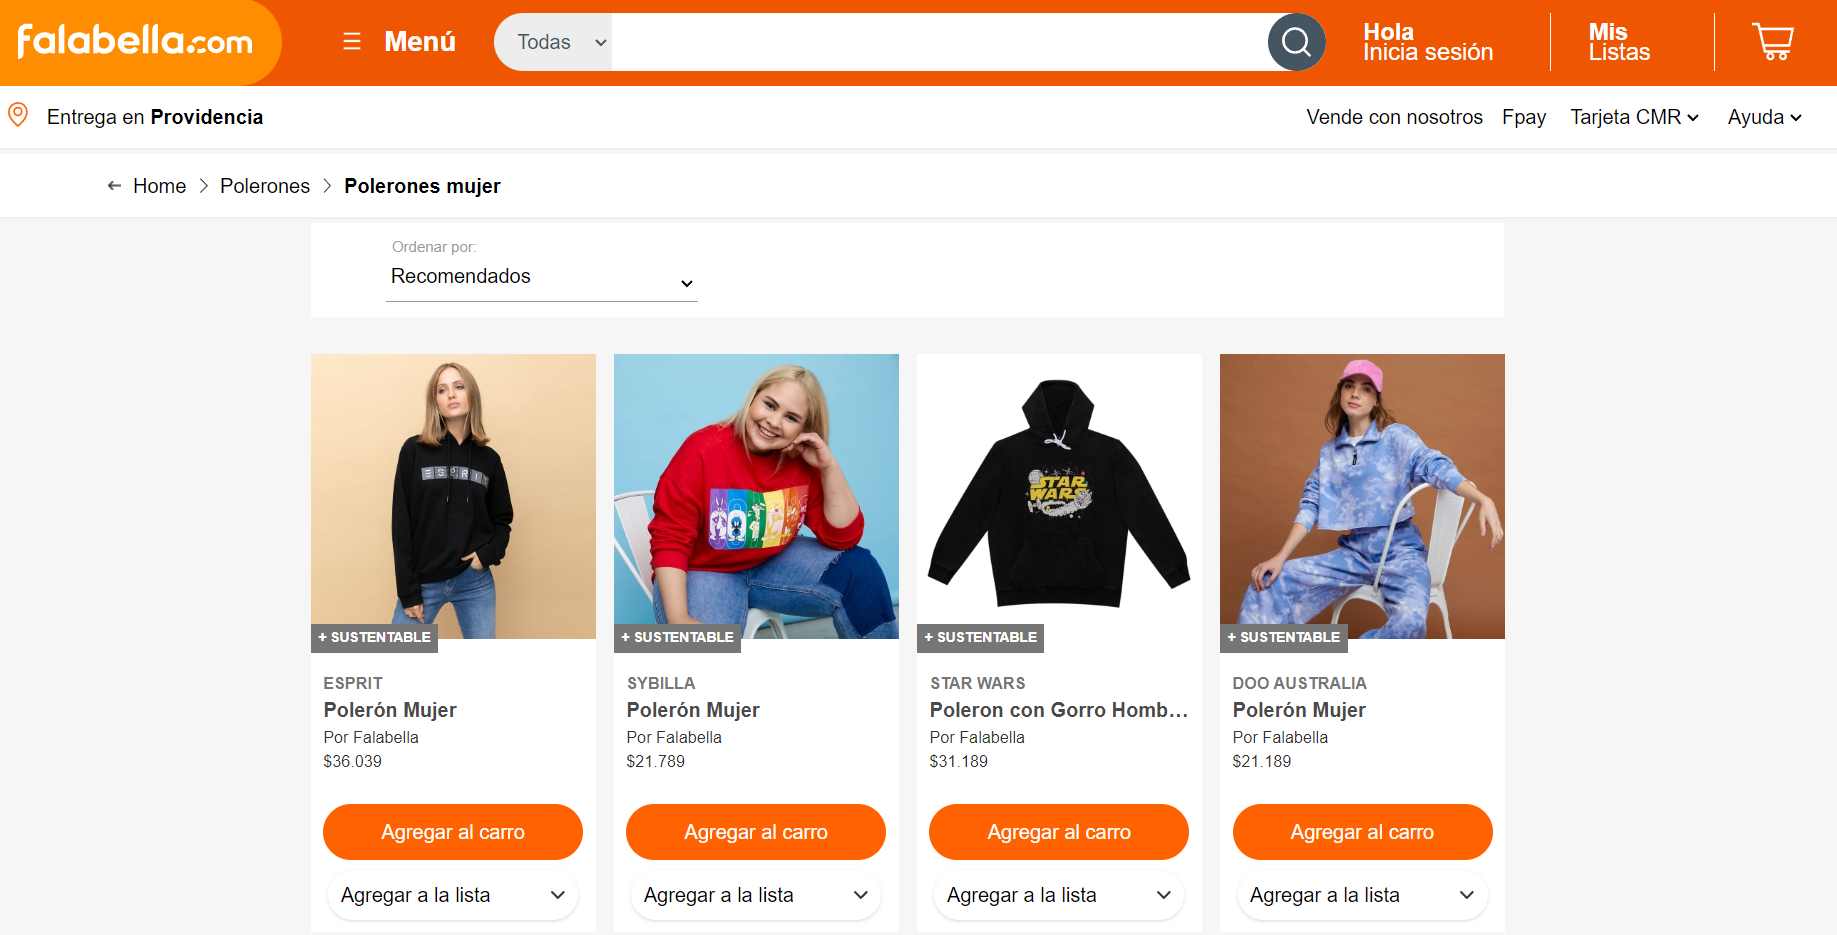 falabella.com
Menú
Todas
Hola
Inicia sesión
Mis
Listas
Entrega en Providencia
Vende con nosotros
Fpay
Tarjeta CMR
Ayuda
Home
Polerones
Polerones mujer
Ordenar por:
Recomendados
ESPRIT
STAR
WARS
+ SUSTENTABLE
+ SUSTENTABLE
+ SUSTENTABLE
+ SUSTENTABLE
ESPRIT
Polerón Mujer
Por Falabella
$36.039
Agregar al carro
Agregar a la lista
SYBILLA
Polerón Mujer
Por Falabella
$21.789
Agregar al carro
Agregar a la lista
STAR WARS
Poleron con Gorro Homb...
Por Falabella
$31.189
Agregar al carro
Agregar a la lista
DOO AUSTRALIA
Polerón Mujer
Por Falabella
$21.189
Agregar al carro
Agregar a la lista